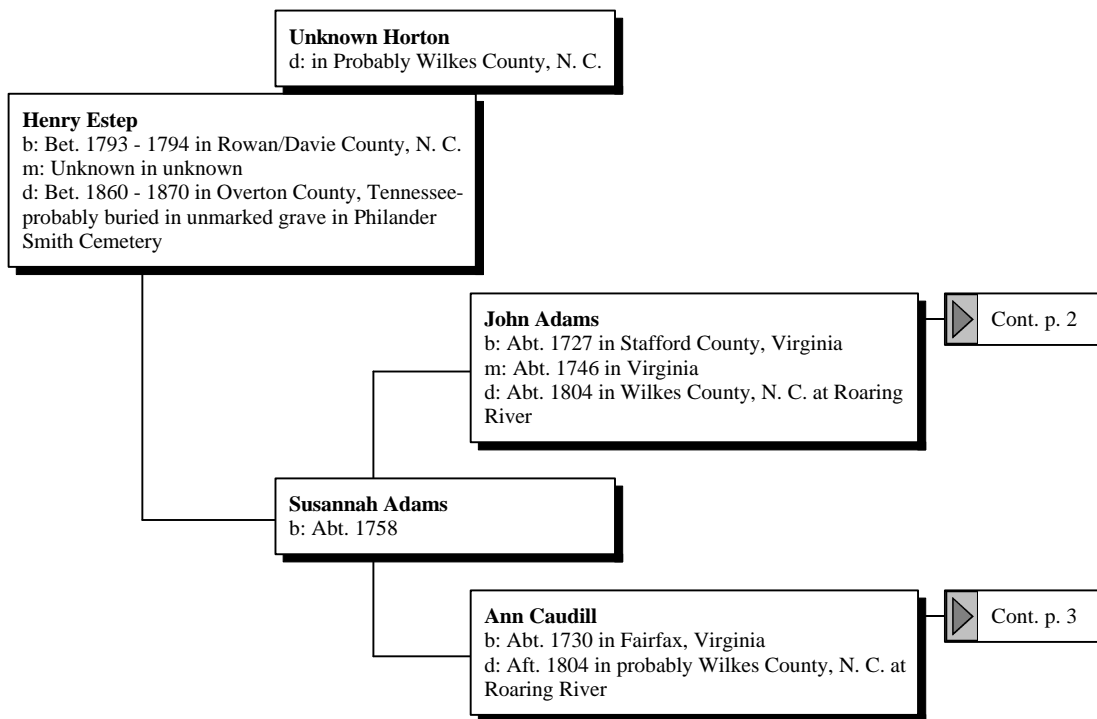 Unknown Horton
d: in Probably Wilkes County, N. C.
Henry Estep
b: Bet. 1793 - 1794 in Rowan/Davie County, N. C.
m: Unknown in unknown
d: Bet. 1860 - 1870 in Overton County, Tennessee-
probably buried in unmarked grave in Philander
Smith Cemetery
John Adams
b: Abt. 1727 in Stafford County, Virginia
m: Abt. 1746 in Virginia
d: Abt. 1804 in Wilkes County, N. C. at Roaring
River
Cont. p. 2
Susannah Adams
b: Abt. 1758
Ann Caudill
b: Abt. 1730 in Fairfax, Virginia
d: Aft. 1804 in probably Wilkes County, N. C. at
Roaring River
Cont. p. 3